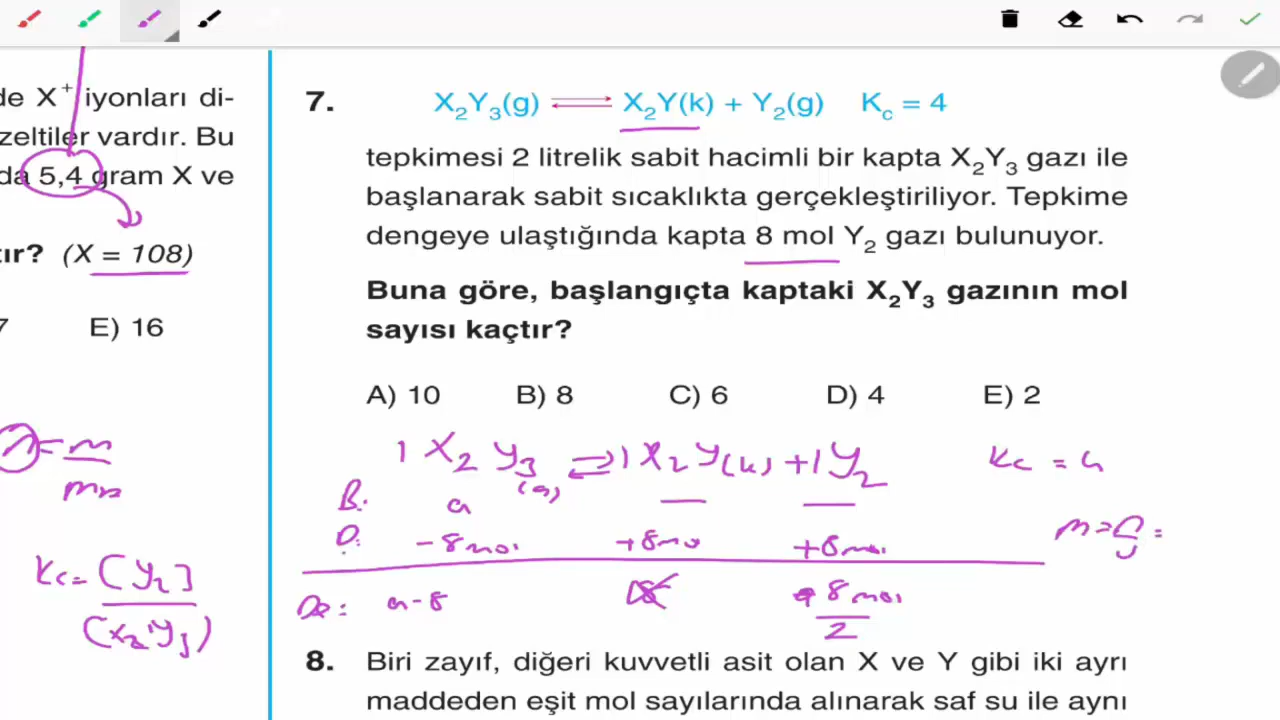 de X⁺ iyonları di-
zeltiler vardır. Bu
da 5,4 gram X ve
ır? (X = 108)
7 E) 16
n = m
mA
Kc = [Y₂]
[X₂Y₃]
7. X₂Y₃(g) ⇌ X₂Y(k) + Y₂(g) K꜀ = 4
tepkimesi 2 litrelik sabit hacimli bir kapta X₂Y₃ gazı ile
başlanarak sabit sıcaklıkta gerçekleştiriliyor. Tepkime
dengeye ulaştığında kapta 8 mol Y₂ gazı bulunuyor.
Buna göre, başlangıçta kaptaki X₂Y₃ gazının mol
sayısı kaçtır?
A) 10 B) 8 C) 6 D) 4 E) 2
1 X₂Y₃ ⇌ 1 X₂Y(k) + 1 Y₂ Kc = 4
B: a
D: -8 mol +8 mo +8 mol
De: a-8 8 mol
2
8. Biri zayıf, diğeri kuvvetli asit olan X ve Y gibi iki ayrı
maddeden eşit mol sayılarında alınarak saf su ile aynı